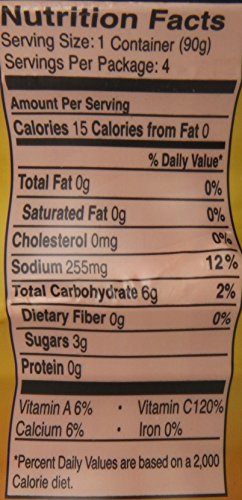 Nutrition Facts
Serving Size: 1 Container (90g)
Servings Per Package: 4
Amount Per Serving
Calories 15 Calories from Fat 0
% Daily Value*
Total Fat 0g 0%
Saturated Fat 0g 0%
Cholesterol 0mg 0%
Sodium 255mg 12%
Total Carbohydrate 6g 2%
Dietary Fiber 0g 0%
Sugars 3g
Protein 0g
Vitamin A 6% • Vitamin C120%
Calcium 6% • Iron 0%
*Percent Daily Values are based on a 2,000
Calorie diet.